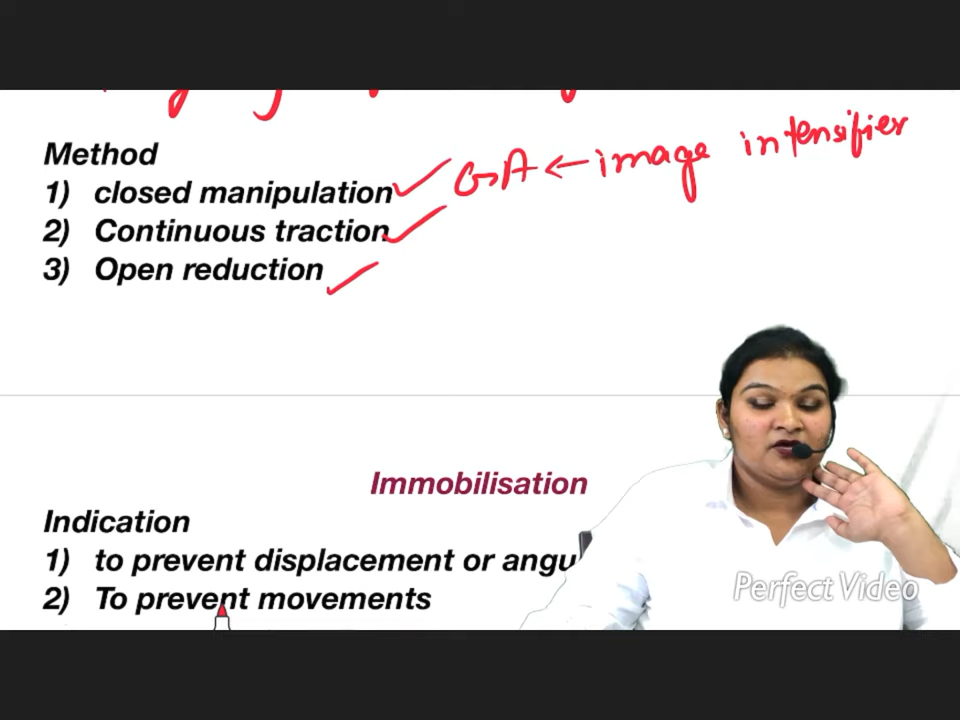 Method
1) closed manipulation
GA ← image intensifier
2) Continuous traction
3) Open reduction
Immobilisation
Indication
1) to prevent displacement or angu
2) To prevent movements
Perfect Video